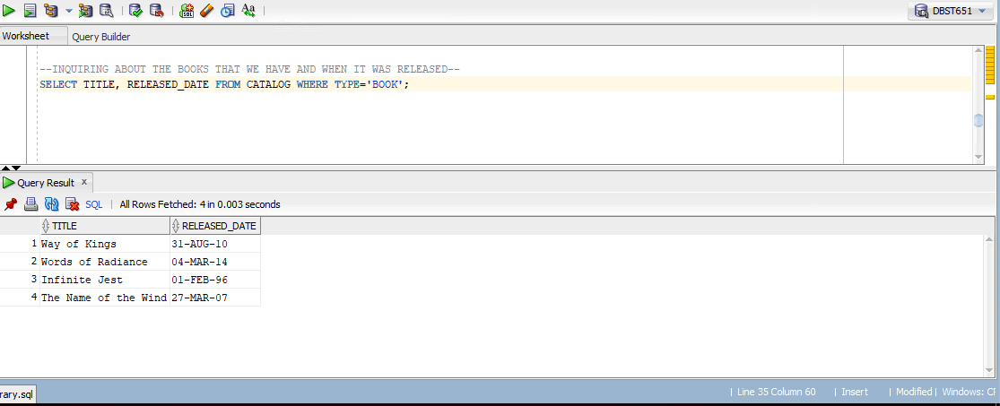 DBST651
Worksheet Query Builder
--INQUIRING ABOUT THE BOOKS THAT WE HAVE AND WHEN IT WAS RELEASED--
SELECT TITLE, RELEASED_DATE FROM CATALOG WHERE TYPE='BOOK';
Query Result x
SQL | All Rows Fetched: 4 in 0.003 seconds
TITLE RELEASED_DATE
1 Way of Kings 31-AUG-10
2 Words of Radiance 04-MAR-14
3 Infinite Jest 01-FEB-96
4 The Name of the Wind 27-MAR-07
rary.sql | Line 35 Column 60 | Insert | Modified | Windows: CF